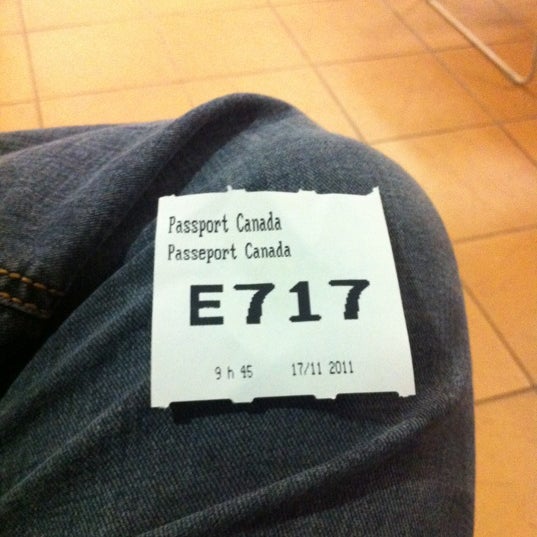 Passport Canada
Passeport Canada
E717
9 h 45 17/11 2011